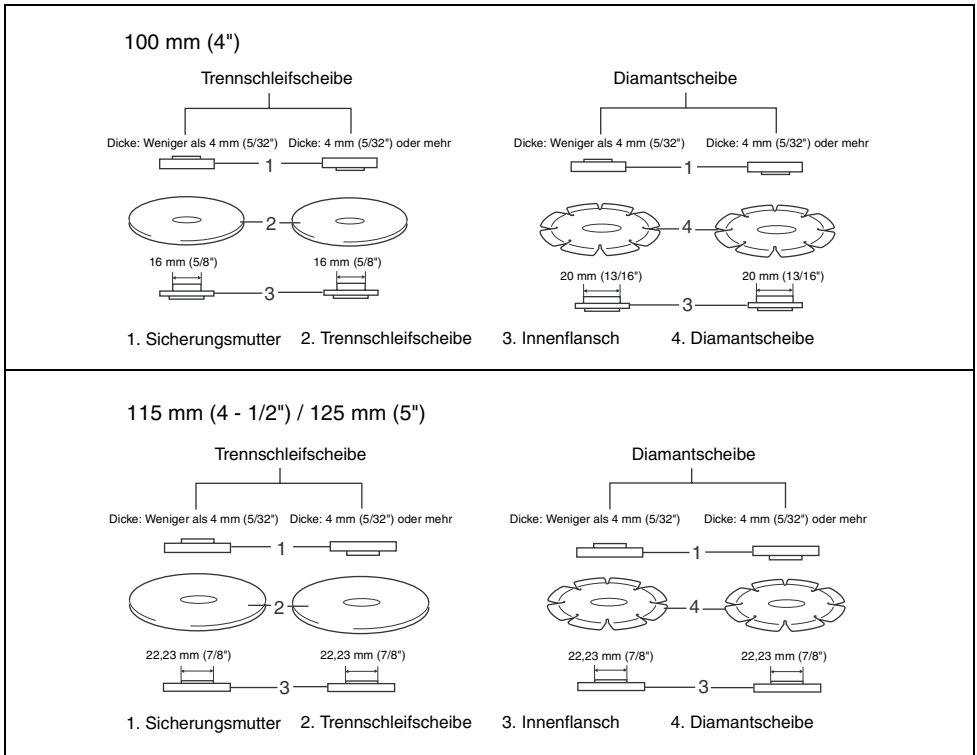 100 mm (4")
Trennschleifscheibe
Diamantscheibe
Dicke: Weniger als 4 mm (5/32")
Dicke: 4 mm (5/32") oder mehr
Dicke: Weniger als 4 mm (5/32")
Dicke: 4 mm (5/32") oder mehr
1
1
2
4
16 mm (5/8")
16 mm (5/8")
20 mm (13/16")
20 mm (13/16")
3
3
1. Sicherungsmutter 2. Trennschleifscheibe 3. Innenflansch 4. Diamantscheibe
115 mm (4 - 1/2") / 125 mm (5")
Trennschleifscheibe
Diamantscheibe
Dicke: Weniger als 4 mm (5/32")
Dicke: 4 mm (5/32") oder mehr
Dicke: Weniger als 4 mm (5/32")
Dicke: 4 mm (5/32") oder mehr
1
1
2
4
22,23 mm (7/8")
22,23 mm (7/8")
22,23 mm (7/8")
22,23 mm (7/8")
3
3
1. Sicherungsmutter 2. Trennschleifscheibe 3. Innenflansch 4. Diamantscheibe